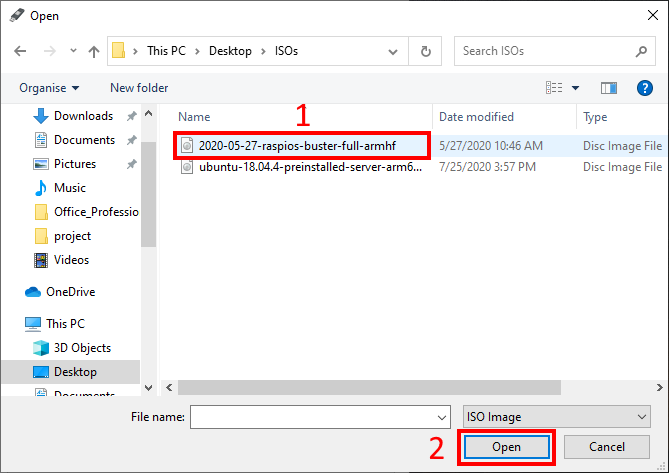 Open
This PC > Desktop > ISOs
Search ISOs
Organise
New folder
?
1
Name
Date modified
Type
Downloads
Documents
Pictures
Music
Office_Professio
project
Videos
OneDrive
This PC
3D Objects
Desktop
Documents
2020-05-27-raspios-buster-full-armhf
5/27/2020 10:46 AM
Disc Image File
ubuntu-18.04.4-preinstalled-server-arm6...
7/25/2020 3:57 PM
Disc Image File
File name:
ISO Image
2
Open
Cancel